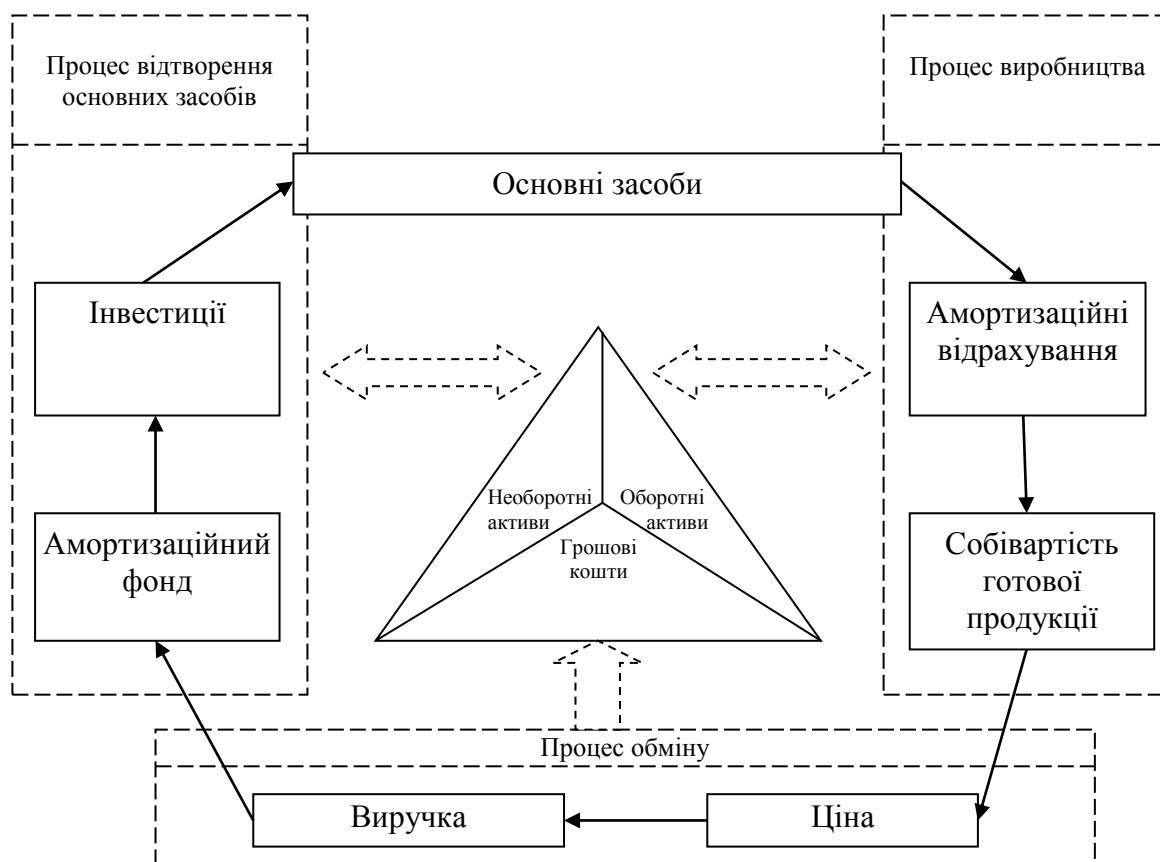 Процес відтворення
основних засобів
Процес виробництва
Основні засоби
Інвестиції
Амортизаційні
відрахування
Необоротні
активи
Оборотні
активи
Грошові
кошти
Амортизаційний
фонд
Собівартість
готової
продукції
Процес обміну
Виручка
Ціна